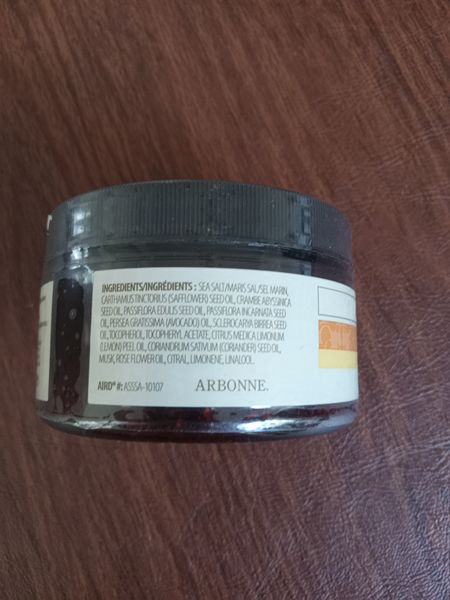 INGREDIENTS/INGRÉDIENTS : SEA SALT/MARIS SAL/SEL MARIN,
CARTHAMUS TINCTORIUS (SAFFLOWER) SEED OIL, CRAMBE ABYSSINICA
SEED OIL, PASSIFLORA EDULIS SEED OIL, PASSIFLORA INCARNATA SEED
OIL, PERSEA GRATISSIMA (AVOCADO) OIL, SCLEROCARYA BIRREA SEED
OIL, TOCOPHEROL, TOCOPHERYL ACETATE, CITRUS MEDICA LIMONUM
(LEMON) PEEL OIL, CORIANDRUM SATIVUM (CORIANDER) SEED OIL,
MUSK, ROSE FLOWER OIL, CITRAL, LIMONENE, LINALOOL.
AIRD® #: ASSSA-10107
ARBONNE.